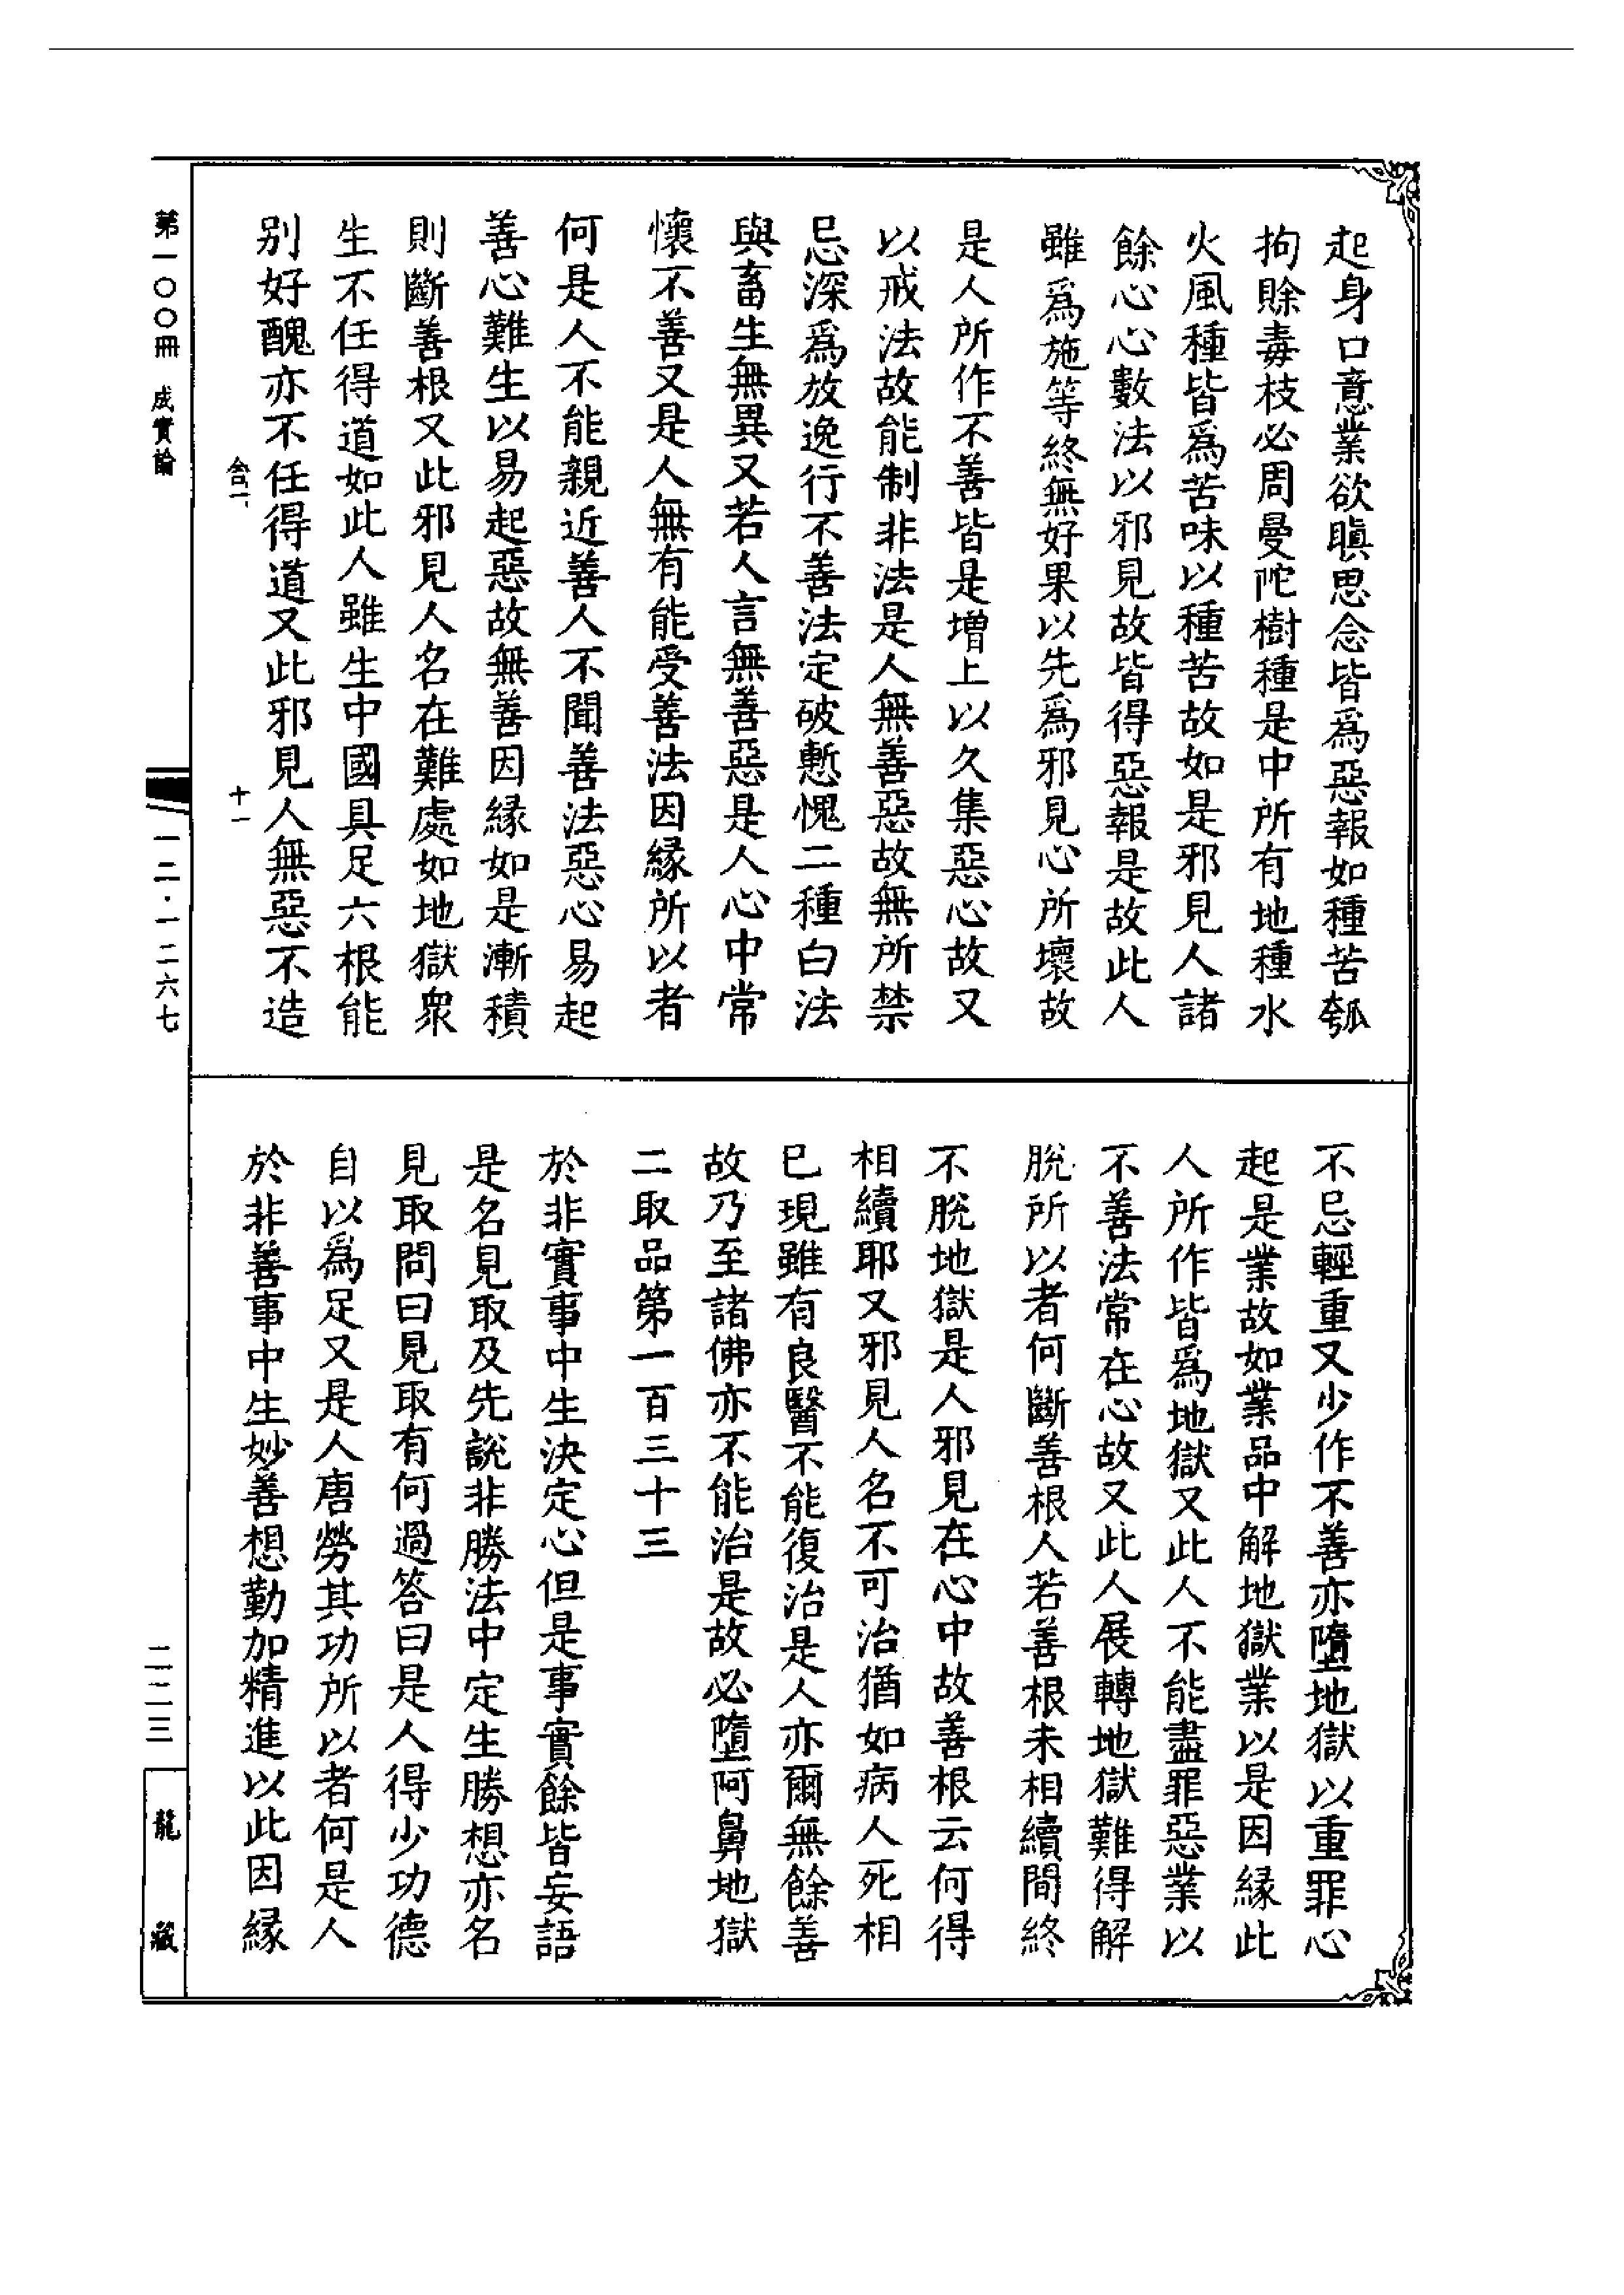 起身口意業欲瞋思念皆為惡報如種苦瓠
拘賒毒枝必周曼陀樹種是中所有地種水
火風種皆為苦味以種苦故如是邪見人諸
餘心心數法以邪見故皆得惡報是故此人
雖為施等終無好果以先為邪見心所壞故
是人所作不善皆是增上以久集惡心故又
以戒法故能制非法是人無善惡故無所禁
忌深為放逸行不善法定破慙愧二種白法
與畜生無異又若人言無善惡是人心中常
懷不善又是人無有能受善法因緣所以者
何是人不能親近善人不聞善法惡心易起
善心難生以易起惡故無善因緣如是漸積
則斷善根又此邪見人名在難處如地獄眾
生不任得道如此人雖生中國具足六根能
别好醜亦不任得道又此邪見人無惡不造
不忌輕重又少作不善亦墮地獄以重罪心
起是業故如業品中解地獄業以是因緣此
人所作皆為地獄又此人不能盡罪惡業以
不善法常在心故又此人展轉地獄難得解
脫所以者何斷善根人若善根未相續間終
不脫地獄是人邪見在心中故善根云何得
相續耶又邪見人名不可治猶如病人死相
已現雖有良醫不能復治是人亦爾無餘善
故乃至諸佛亦不能治是故必墮阿鼻地獄
二取品第一百三十三
於非實事中生決定心但是事實餘皆妄語
是名見取及先說非勝法中定生勝想亦名
見取問曰見取有何過答曰是人得少功德
自以為足又是人唐勞其功所以者何是人
於非善事中生妙善想勤加精進以此因緣
第一〇〇冊 成實論
十一
一二·一二六七
二二三
龍藏